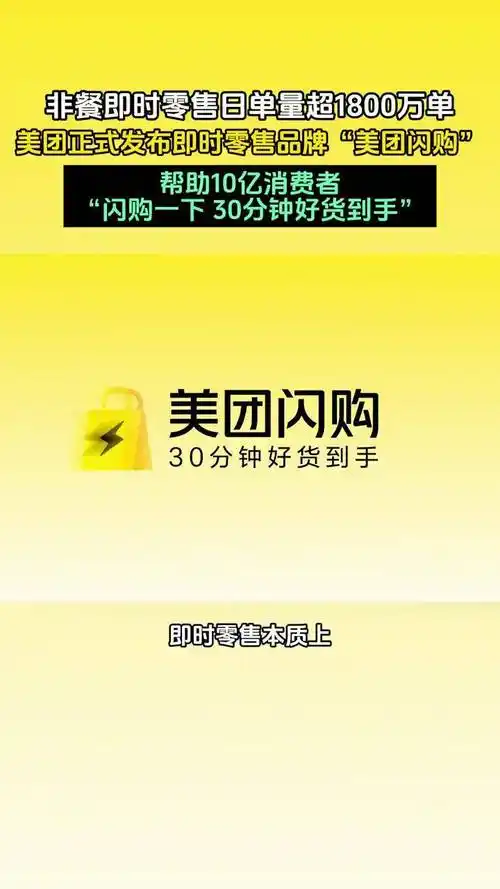 非餐即时零售日单量超1800万单
美团正式发布即时零售品牌“美团闪购”
帮助10亿消费者
“闪购一下 30分钟好货到手”
美团闪购
30分钟好货到手
即时零售本质上